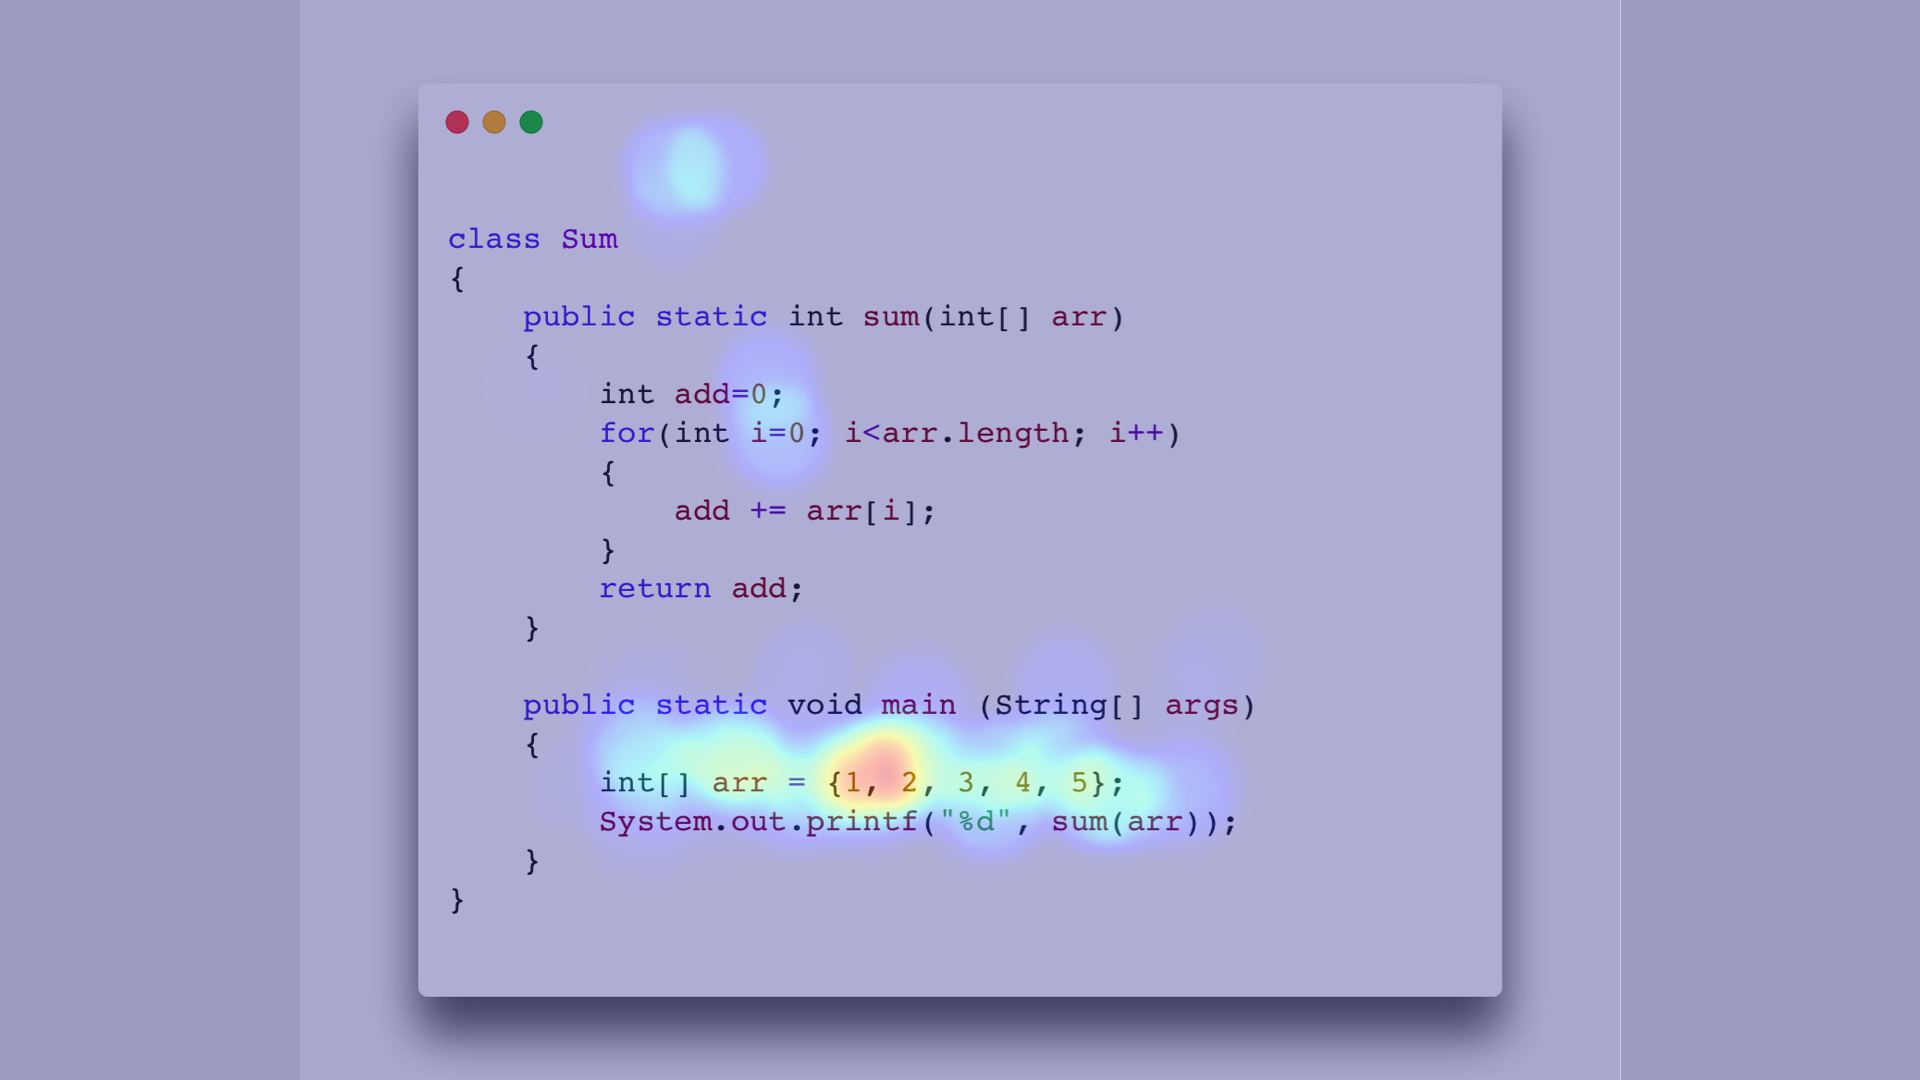 class Sum
{
    public static int sum(int[] arr)
    {
        int add=0;
        for(int i=0; i<arr.length; i++)
        {
            add += arr[i];
        }
        return add;
    }

    public static void main (String[] args)
    {
        int[] arr = {1, 2, 3, 4, 5};
        System.out.printf("%d", sum(arr));
    }
}